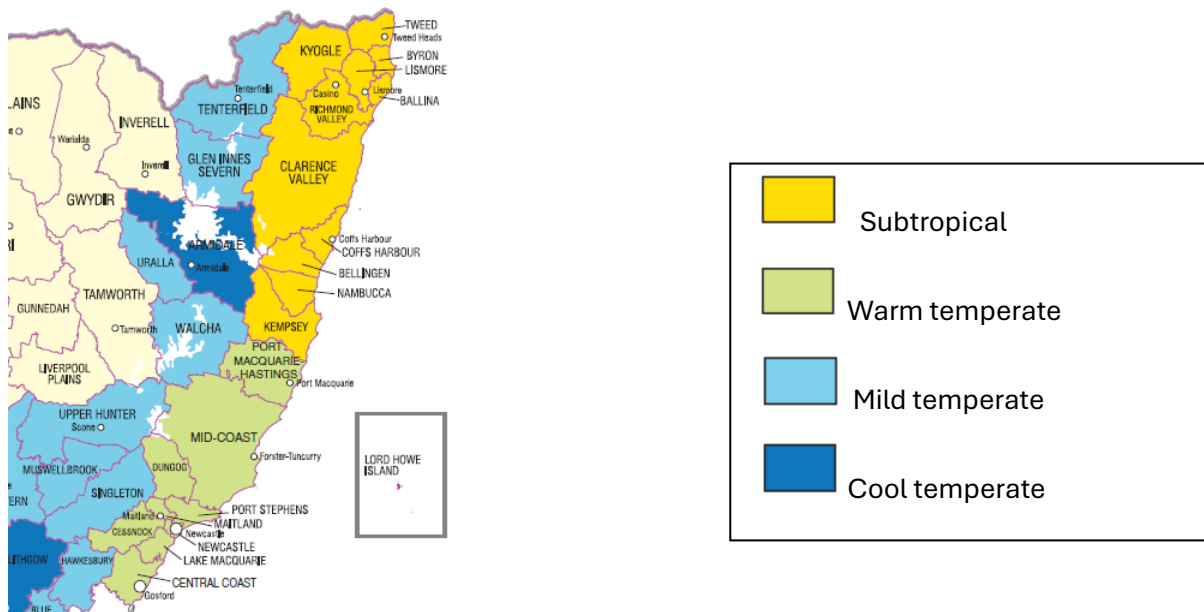 TWEED
Tweed Heads
KYOGLE
BYRON
LISMORE
Tenterfield
Casino
Lismore
LAINS
TENTERFIELD
RICHMOND
VALLEY
BALLINA
INVERELL
Warialda
GLEN INNES
SEVERN
CLARENCE
VALLEY
Inverell
GWYDIR
Subtropical
ARMIDALE
Coffs Harbour
COFFS HARBOUR
RI
URALLA
Armidale
BELLINGEN
NAMBUCCA
TAMWORTH
GUNNEDAH
Warm temperate
Tamworth
WALCHA
KEMPSEY
PORT
MACQUARIE-
HASTINGS
LIVERPOOL
PLAINS
Port Macquarie
Mild temperate
UPPER HUNTER
Scone
MID-COAST
Forster-Tuncurry
LORD HOWE
ISLAND
MUSWELLBROOK
DUNGOG
TERN
SINGLETON
Cool temperate
PORT STEPHENS
Maitland
MAITLAND
CESSNOCK
Newcastle
NEWCASTLE
LITHGOW
HAWKESBURY
LAKE MACQUARIE
CENTRAL COAST
Gosford
BLUE